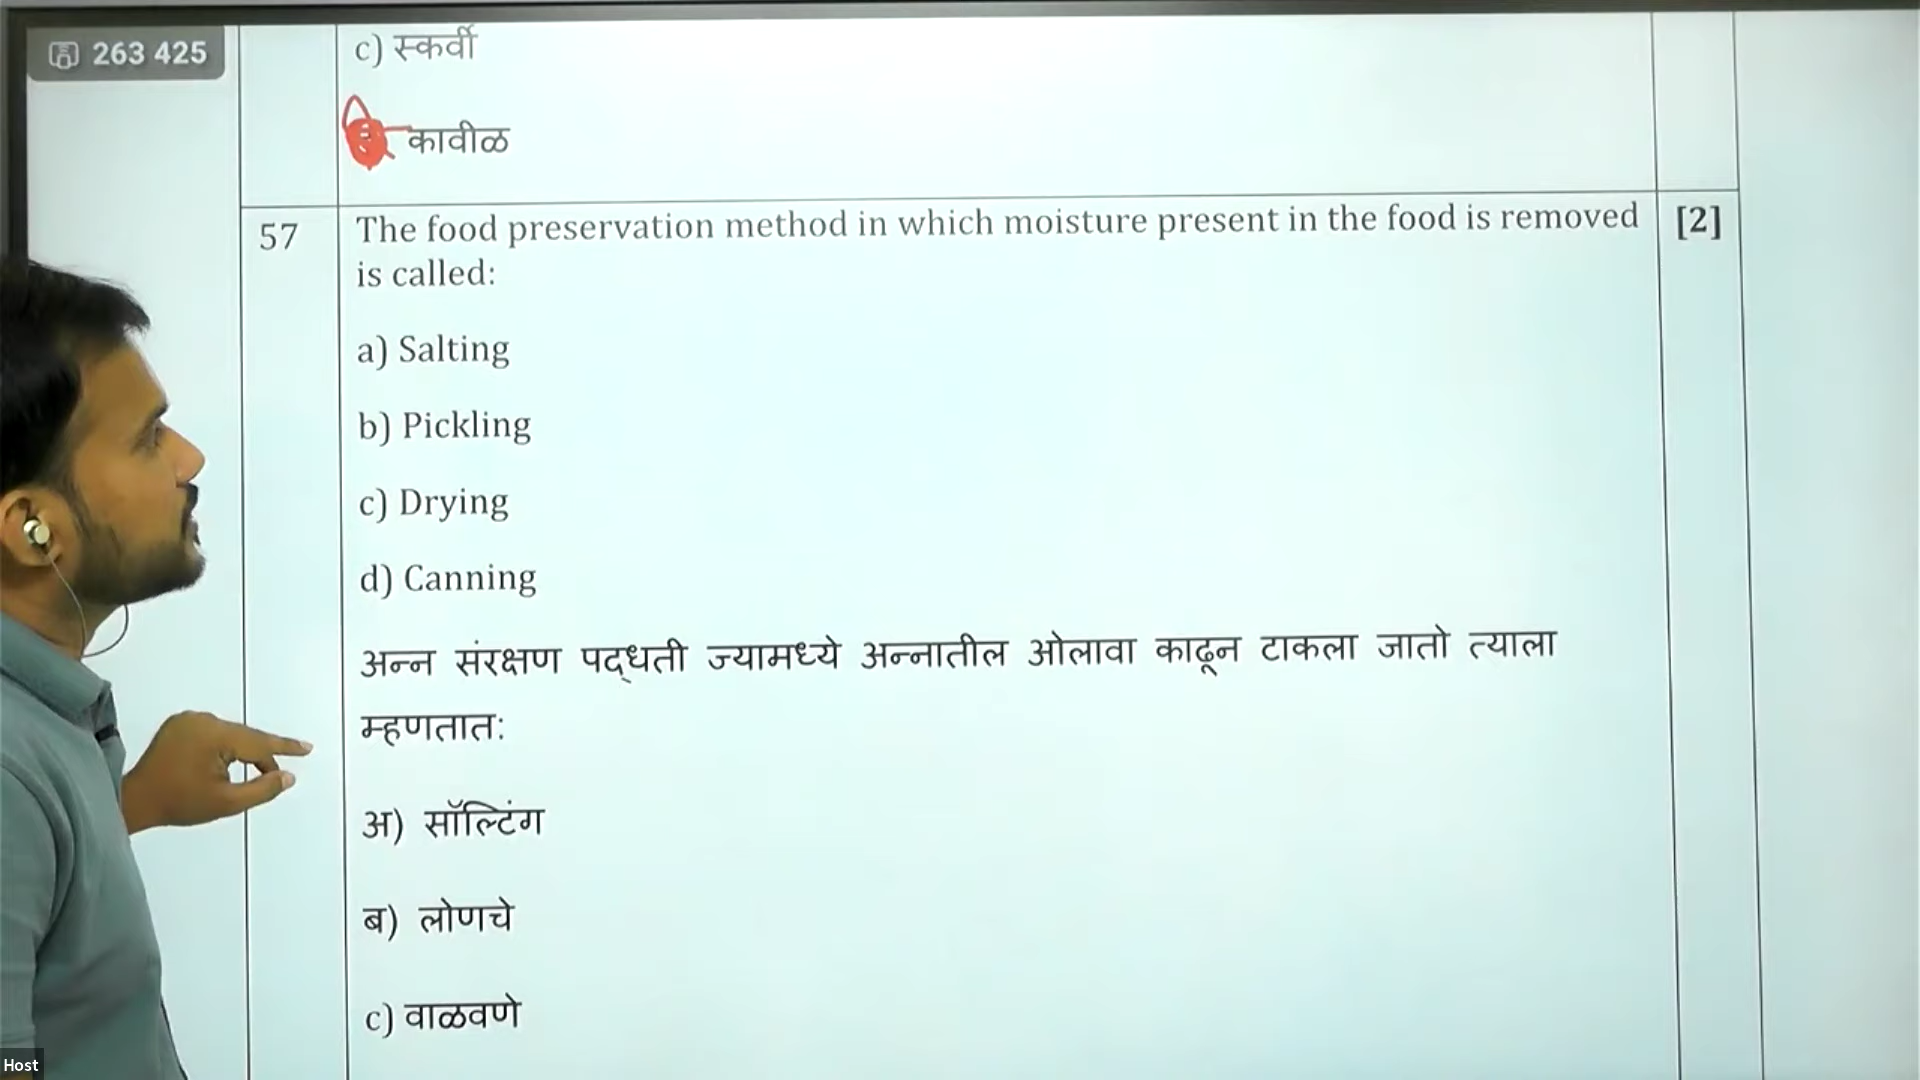 263 425
c) स्कर्वी
कावीळ
57 The food preservation method in which moisture present in the food is removed [2]
is called:
a) Salting
b) Pickling
c) Drying
d) Canning
अन्न संरक्षण पद्धती ज्यामध्ये अन्नातील ओलावा काढून टाकला जातो त्याला
म्हणतात:
अ) सॉल्टिंग
ब) लोणचे
c) वाळवणे
Host